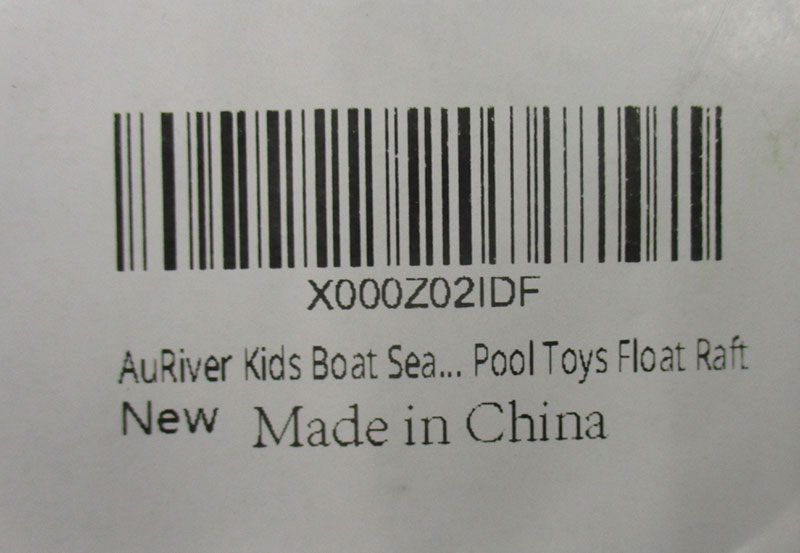 X000Z02IDF
AuRiver Kids Boat Sea... Pool Toys Float Raft
New Made in China